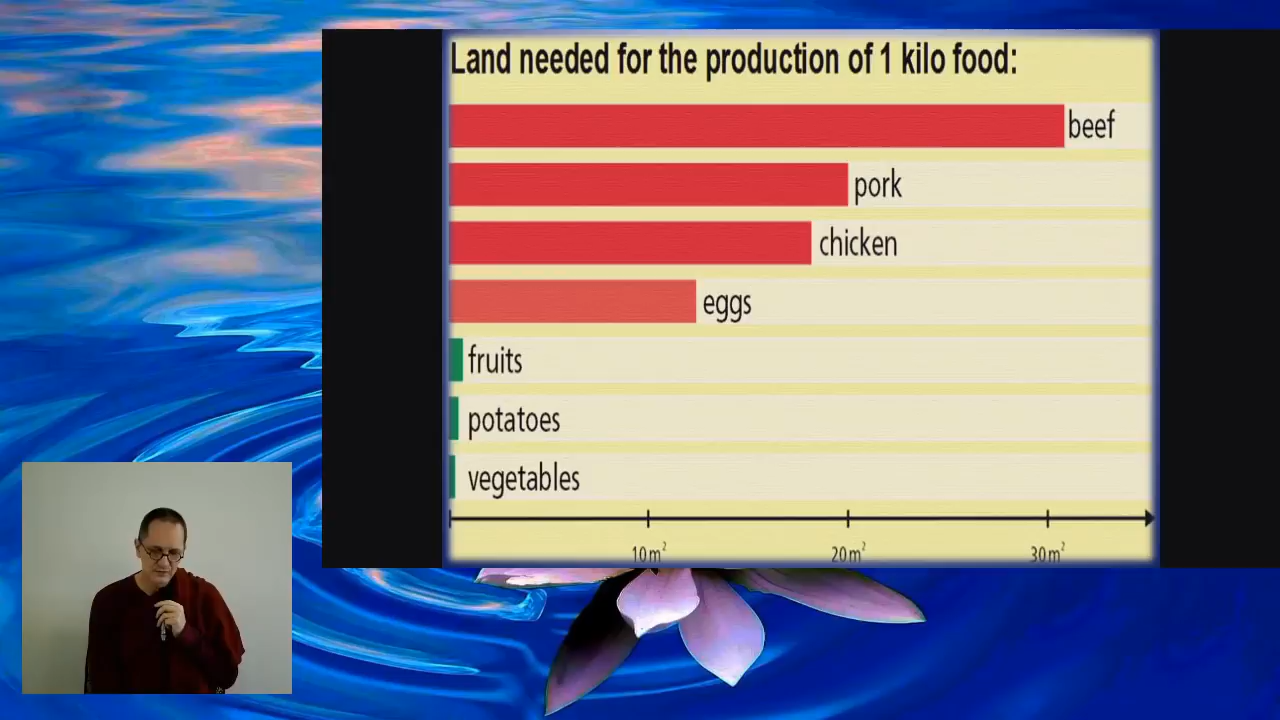 Land needed for the production of 1 kilo food:
beef
pork
chicken
eggs
fruits
potatoes
vegetables
10m² 20m² 30m²